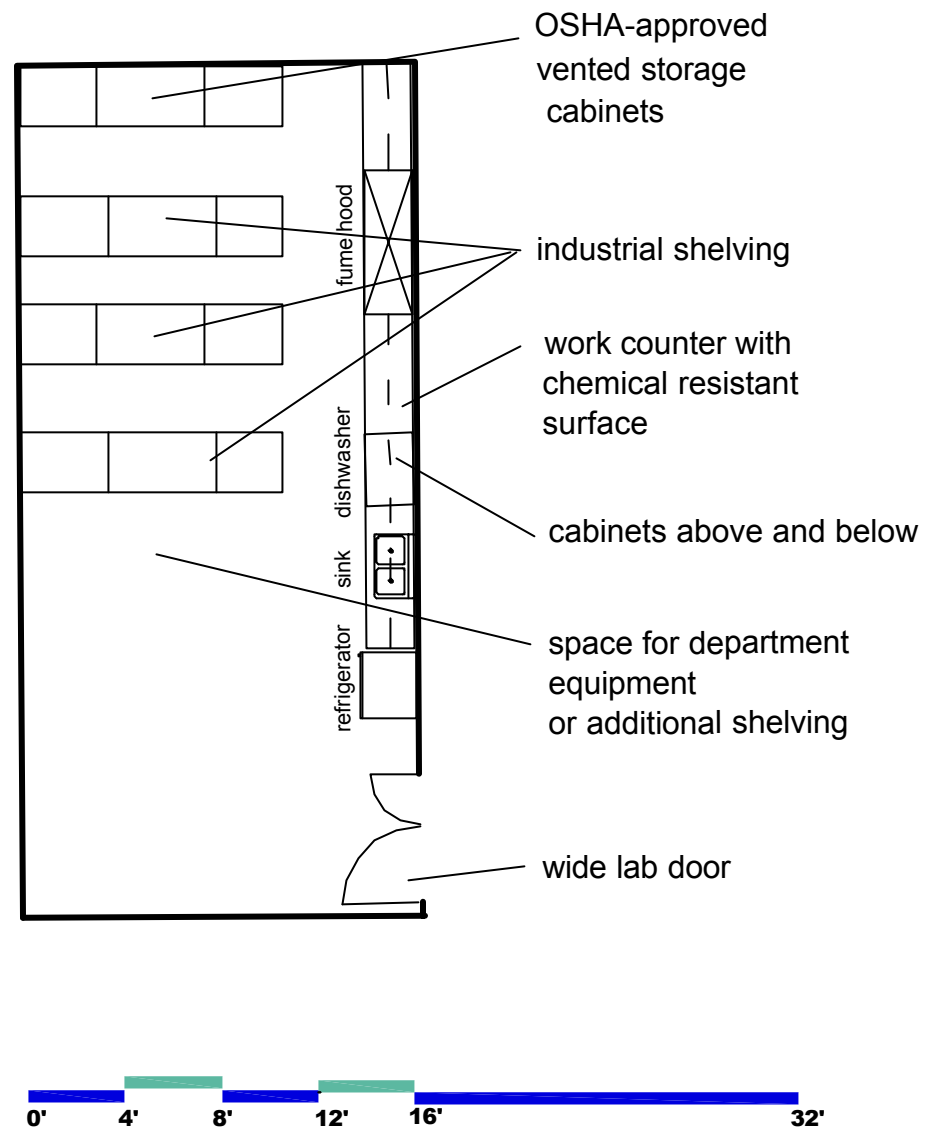 OSHA-approved
vented storage
cabinets
fume hood
industrial shelving
work counter with
chemical resistant
surface
dishwasher
cabinets above and below
sink
space for department
equipment
or additional shelving
refrigerator
wide lab door
0' 4' 8' 12' 16' 32'